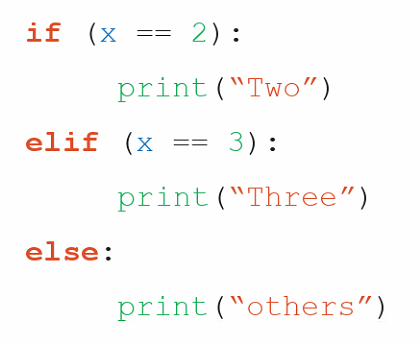 if (x == 2):
print(“Two”)
elif (x == 3):
print(“Three”)
else:
print(“others”)